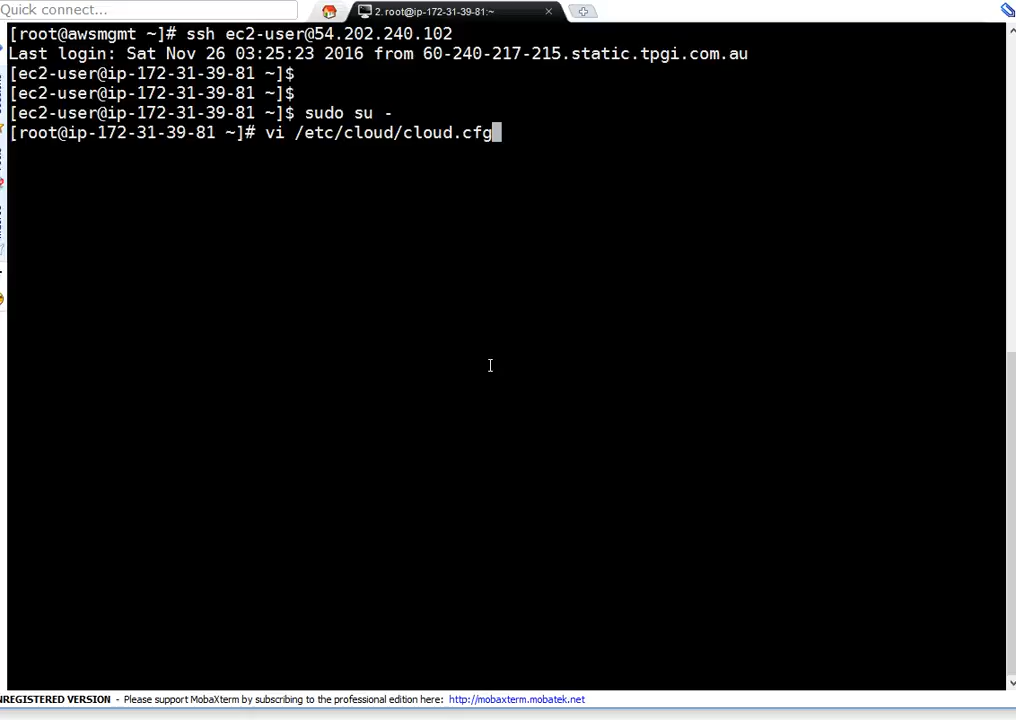 Quick connect...
2. root@ip-172-31-39-81:~
[root@awsmgmt ~]# ssh ec2-user@54.202.240.102
Last login: Sat Nov 26 03:25:23 2016 from 60-240-217-215.static.tpgi.com.au
[ec2-user@ip-172-31-39-81 ~]$
[ec2-user@ip-172-31-39-81 ~]$
[ec2-user@ip-172-31-39-81 ~]$ sudo su -
[root@ip-172-31-39-81 ~]# vi /etc/cloud/cloud.cfg
NREGISTERED VERSION - Please support MobaXterm by subscribing to the professional edition here: http://mobaxterm.mobatek.net